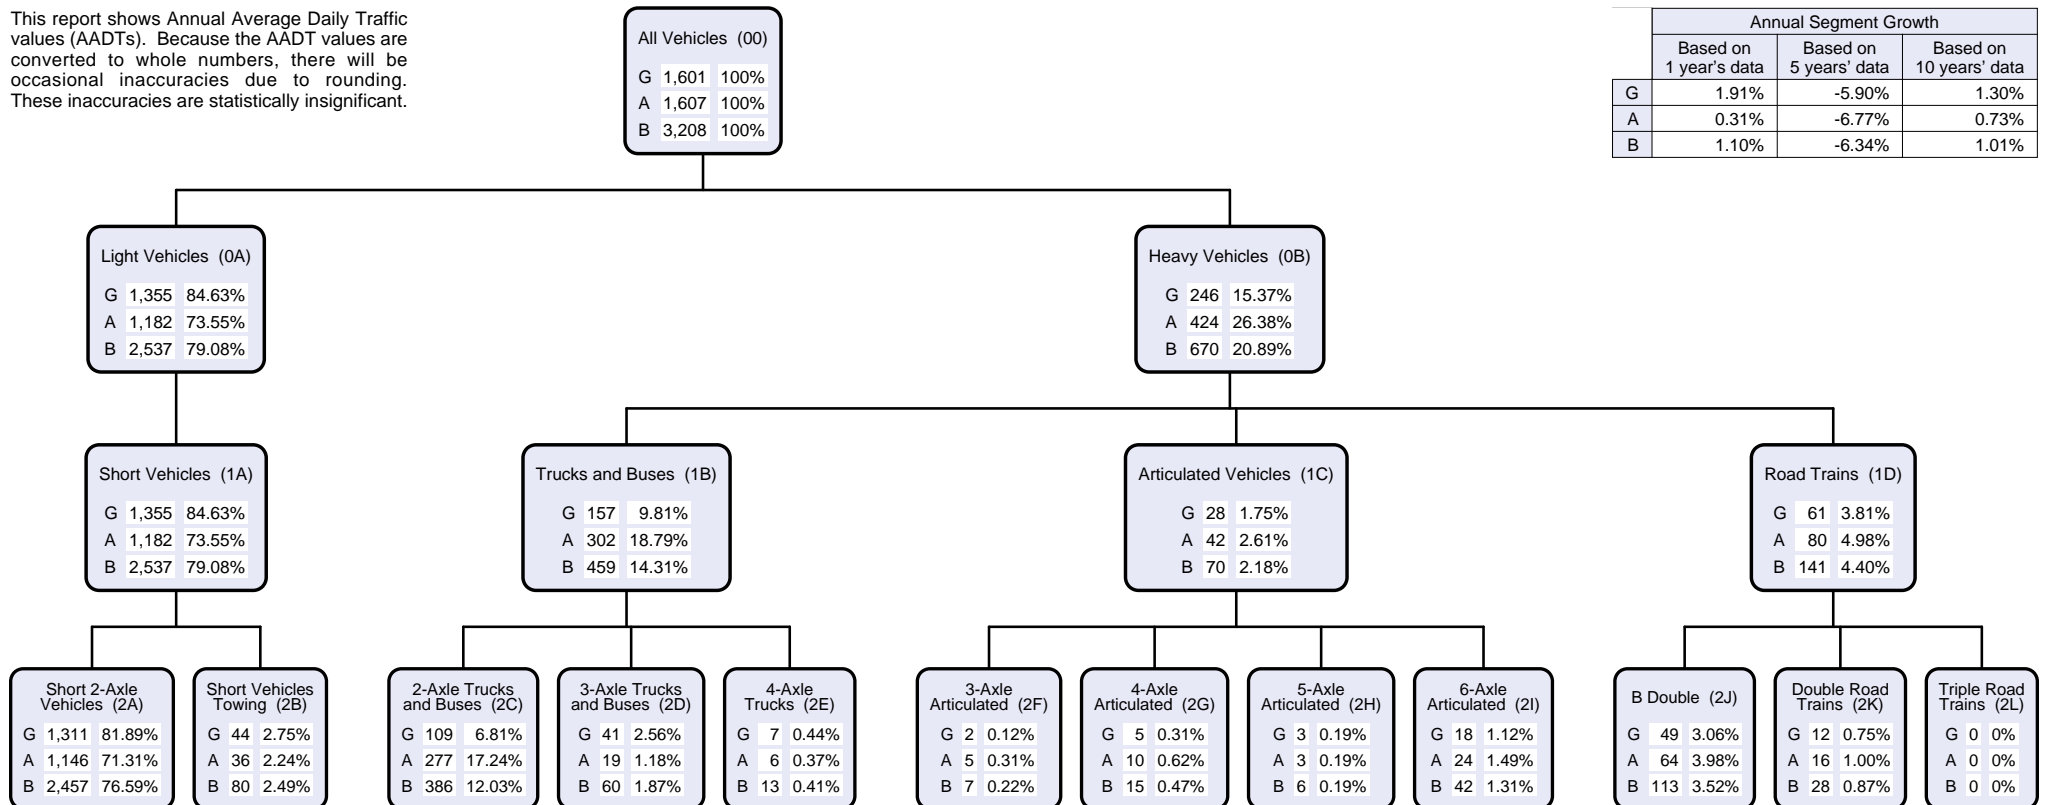 This report shows Annual Average Daily Traffic
values (AADTs). Because the AADT values are
converted to whole numbers, there will be
occasional inaccuracies due to rounding.
These inaccuracies are statistically insignificant.
All Vehicles (00)
G 1,601 100%
A 1,607 100%
B 3,208 100%
Annual Segment Growth
Based on 1 year's data Based on 5 years' data Based on 10 years' data
G 1.91% -5.90% 1.30%
A 0.31% -6.77% 0.73%
B 1.10% -6.34% 1.01%
Light Vehicles (0A)
G 1,355 84.63%
A 1,182 73.55%
B 2,537 79.08%
Heavy Vehicles (0B)
G 246 15.37%
A 424 26.38%
B 670 20.89%
Short Vehicles (1A)
G 1,355 84.63%
A 1,182 73.55%
B 2,537 79.08%
Trucks and Buses (1B)
G 157 9.81%
A 302 18.79%
B 459 14.31%
Articulated Vehicles (1C)
G 28 1.75%
A 42 2.61%
B 70 2.18%
Road Trains (1D)
G 61 3.81%
A 80 4.98%
B 141 4.40%
Short 2-Axle
Vehicles (2A)
G 1,311 81.89%
A 1,146 71.31%
B 2,457 76.59%
Short Vehicles
Towing (2B)
G 44 2.75%
A 36 2.24%
B 80 2.49%
2-Axle Trucks
and Buses (2C)
G 109 6.81%
A 277 17.24%
B 386 12.03%
3-Axle Trucks
and Buses (2D)
G 41 2.56%
A 19 1.18%
B 60 1.87%
4-Axle
Trucks (2E)
G 7 0.44%
A 6 0.37%
B 13 0.41%
3-Axle
Articulated (2F)
G 2 0.12%
A 5 0.31%
B 7 0.22%
4-Axle
Articulated (2G)
G 5 0.31%
A 10 0.62%
B 15 0.47%
5-Axle
Articulated (2H)
G 3 0.19%
A 3 0.19%
B 6 0.19%
6-Axle
Articulated (2I)
G 18 1.12%
A 24 1.49%
B 42 1.31%
B Double (2J)
G 49 3.06%
A 64 3.98%
B 113 3.52%
Double Road
Trains (2K)
G 12 0.75%
A 16 1.00%
B 28 0.87%
Triple Road
Trains (2L)
G 0 0%
A 0 0%
B 0 0%